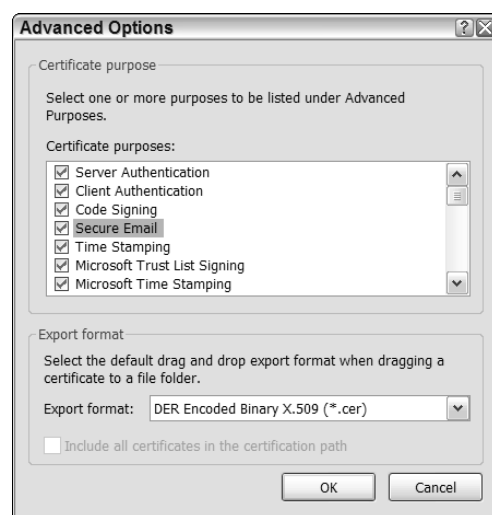 Advanced Options
Certificate purpose
Select one or more purposes to be listed under Advanced
Purposes.
Certificate purposes:
Server Authentication
Client Authentication
Code Signing
Secure Email
Time Stamping
Microsoft Trust List Signing
Microsoft Time Stamping
Export format
Select the default drag and drop export format when dragging a
certificate to a file folder.
Export format: DER Encoded Binary X.509 (*.cer)
Include all certificates in the certification path
OK Cancel